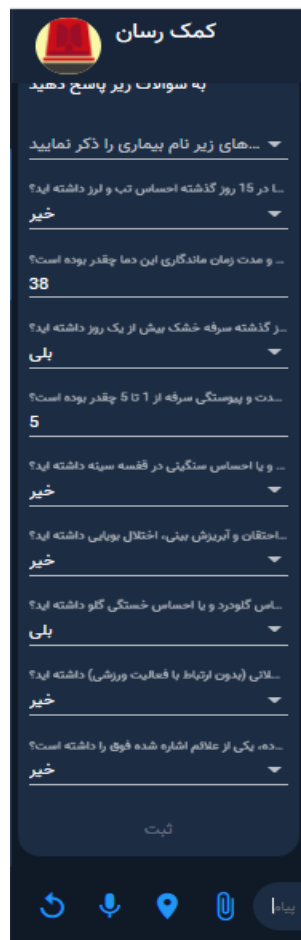 کمک رسان
به سوالات زیر پاسخ دهید
...های زیر نام بیماری را ذکر نمایید
...ا در 15 روز گذشته احساس تب و لرز داشته اید؟
خیر
... و مدت زمان ماندگاری این دما چقدر بوده است؟
38
...ز گذشته سرفه خشک بیش از یک روز داشته اید؟
بلی
...دت و پیوستگی سرفه از 1 تا 5 چقدر بوده است؟
5
... و یا احساس سنگینی در قفسه سینه داشته اید؟
خیر
...احتقان و آبریزش بینی، اختلال بویایی داشته اید؟
خیر
...اس گلودرد و یا احساس خستگی گلو داشته اید؟
بلی
...لانی (بدون ارتباط با فعالیت ورزشی) داشته اید؟
خیر
...ده، یکی از علائم اشاره شده فوق را داشته است؟
خیر
ثبت
پیام